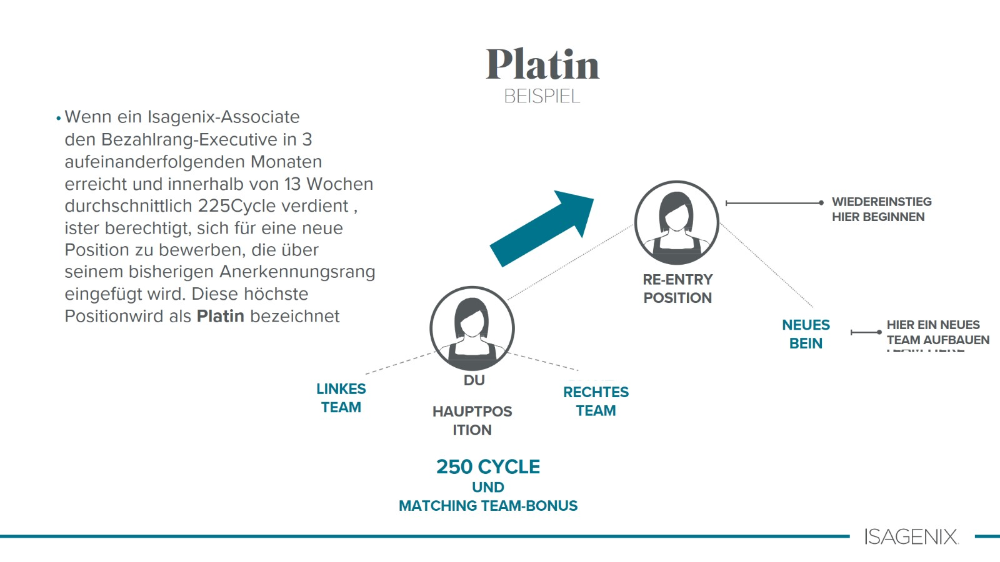 Platin
BEISPIEL
• Wenn ein Isagenix-Associate
den Bezahlrang-Executive in 3
aufeinanderfolgenden Monaten
erreicht und innerhalb von 13 Wochen
durchschnittlich 225Cycle verdient ,
ister berechtigt, sich für eine neue
Position zu bewerben, die über
seinem bisherigen Anerkennungsrang
eingefügt wird. Diese höchste
Positionwird als Platin bezeichnet
WIEDEREINSTIEG
HIER BEGINNEN
RE-ENTRY
POSITION
NEUES
BEIN
HIER EIN NEUES
TEAM AUFBAUEN
DU
LINKES
TEAM
RECHTES
TEAM
HAUPTPOS
ITION
250 CYCLE
UND
MATCHING TEAM-BONUS
ISAGENIX